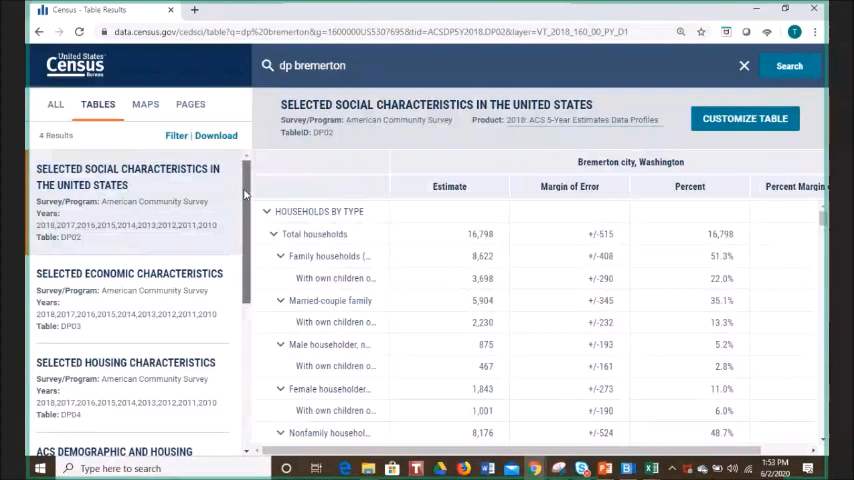 Census - Table Results
data.census.gov/cedsci/table?q=dp%20bremerton&g=1600000US5307695&tid=ACSDP5Y2018.DP02&layer=VT_2018_160_00_PY_D1
United States
Census
Bureau
dp bremerton
Search
ALL TABLES MAPS PAGES
4 Results
Filter | Download
SELECTED SOCIAL CHARACTERISTICS IN THE UNITED STATES
Survey/Program: American Community Survey
Product: 2018: ACS 5-Year Estimates Data Profiles
TableID: DP02
CUSTOMIZE TABLE
SELECTED SOCIAL CHARACTERISTICS IN
THE UNITED STATES
Survey/Program: American Community Survey
Years:
2018,2017,2016,2015,2014,2013,2012,2011,2010
Table: DP02
SELECTED ECONOMIC CHARACTERISTICS
Survey/Program: American Community Survey
Years:
2018,2017,2016,2015,2014,2013,2012,2011,2010
Table: DP03
SELECTED HOUSING CHARACTERISTICS
Survey/Program: American Community Survey
Years:
2018,2017,2016,2015,2014,2013,2012,2011,2010
Table: DP04
ACS DEMOGRAPHIC AND HOUSING
Bremerton city, Washington
Estimate Margin of Error Percent Percent Margin
HOUSEHOLDS BY TYPE
Total households 16,798 +/-515 16,798
Family households (... 8,622 +/-408 51.3%
With own children o... 3,698 +/-290 22.0%
Married-couple family 5,904 +/-345 35.1%
With own children o... 2,230 +/-232 13.3%
Male householder, n... 875 +/-193 5.2%
With own children o... 467 +/-161 2.8%
Female householder... 1,843 +/-273 11.0%
With own children o... 1,001 +/-190 6.0%
Nonfamily househol... 8,176 +/-524 48.7%
Type here to search
1:53 PM
6/2/2020